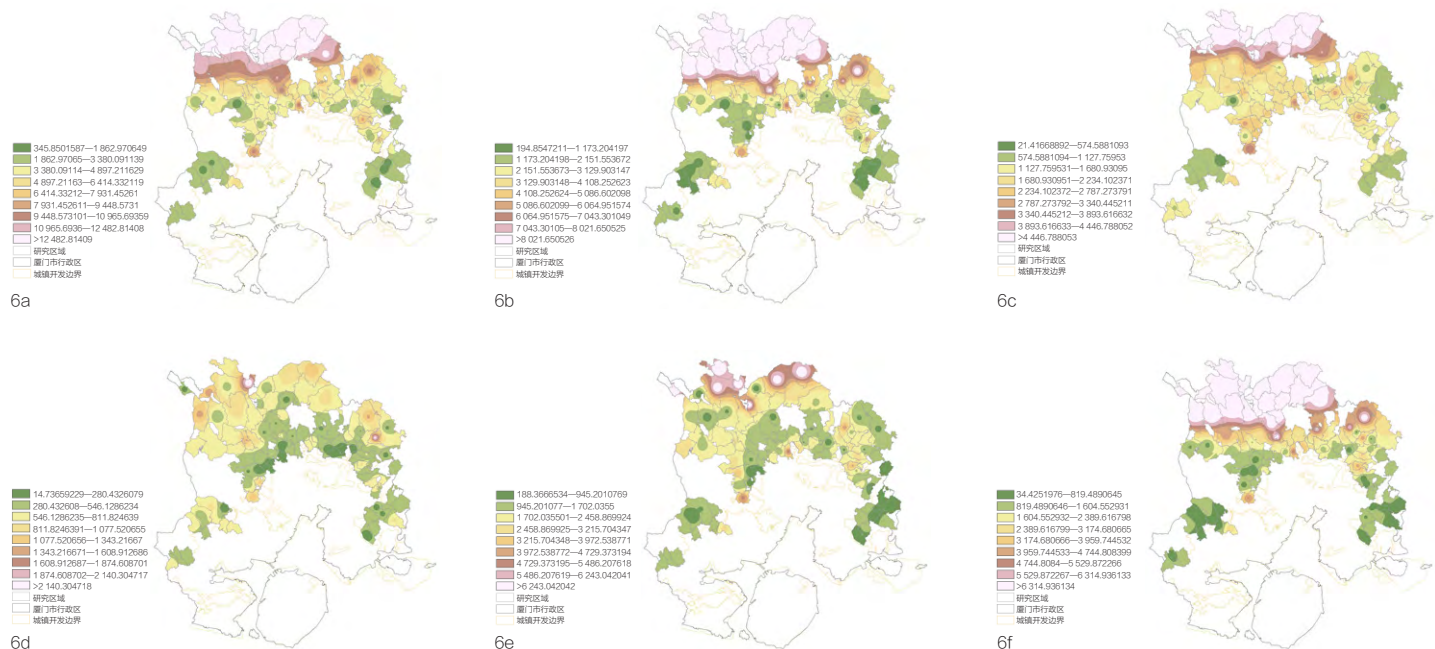 345.8501587—1 862.970649
1 862.97065—3 380.091139
3 380.09114—4 897.211629
4 897.21163—6 414.332119
6 414.33212—7 931.45261
7 931.452611—9 448.5731
9 448.573101—10 965.69359
10 965.6936—12 482.81408
>12 482.81409
研究区域
厦门市行政区
城镇开发边界
6a
194.8547211—1 173.204197
1 173.204198—2 151.553672
2 151.553673—3 129.903147
3 129.903148—4 108.252623
4 108.252624—5 086.602098
5 086.602099—6 064.951574
6 064.951575—7 043.301049
7 043.30105—8 021.650525
>8 021.650526
研究区域
厦门市行政区
城镇开发边界
6b
21.41668892—574.5881093
574.5881094—1 127.75953
1 127.759531—1 680.93095
1 680.930951—2 234.102371
2 234.102372—2 787.273791
2 787.273792—3 340.445211
3 340.445212—3 893.616632
3 893.616633—4 446.788052
>4 446.788053
研究区域
厦门市行政区
城镇开发边界
6c
14.73659229—280.4326079
280.432608—546.1286234
546.1286235—811.824639
811.8246391—1 077.520655
1 077.520656—1 343.21667
1 343.216671—1 608.912686
1 608.912687—1 874.608701
1 874.608702—2 140.304717
>2 140.304718
研究区域
厦门市行政区
城镇开发边界
6d
188.3666534—945.2010769
945.201077—1 702.0355
1 702.035501—2 458.869924
2 458.869925—3 215.704347
3 215.704348—3 972.538771
3 972.538772—4 729.373194
4 729.373195—5 486.207618
5 486.207619—6 243.042041
>6 243.042042
研究区域
厦门市行政区
城镇开发边界
6e
34.4251976—819.4890645
819.4890646—1 604.552931
1 604.552932—2 389.616798
2 389.616799—3 174.680665
3 174.680666—3 959.744532
3 959.744533—4 744.808399
4 744.8084—5 529.872266
5 529.872267—6 314.936133
>6 314.936134
研究区域
厦门市行政区
城镇开发边界
6f